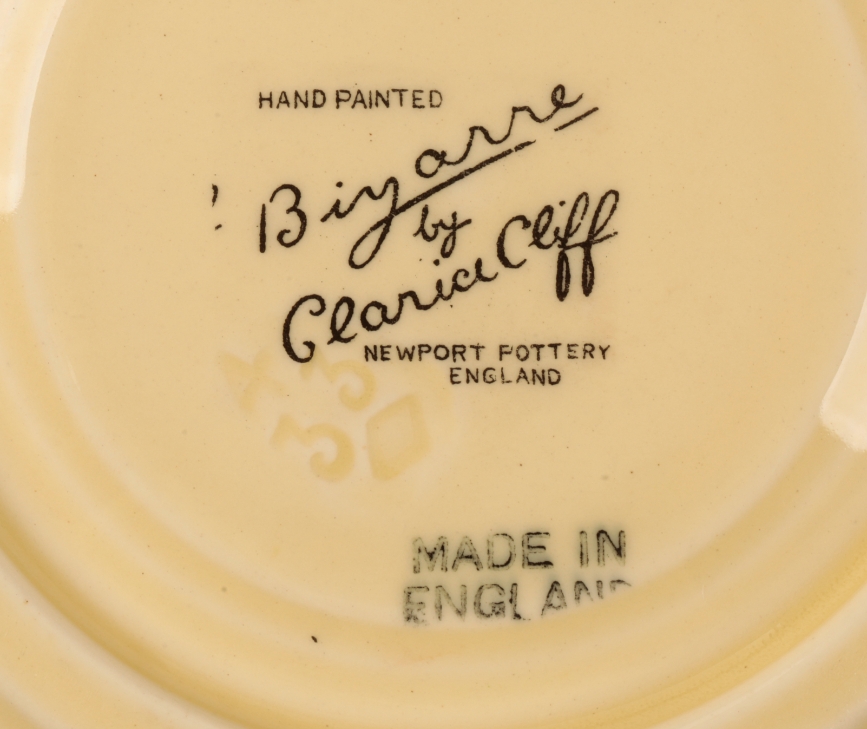 HAND PAINTED
Bizarre
by
Clarice Cliff
NEWPORT POTTERY
ENGLAND
MADE IN
ENGLAND